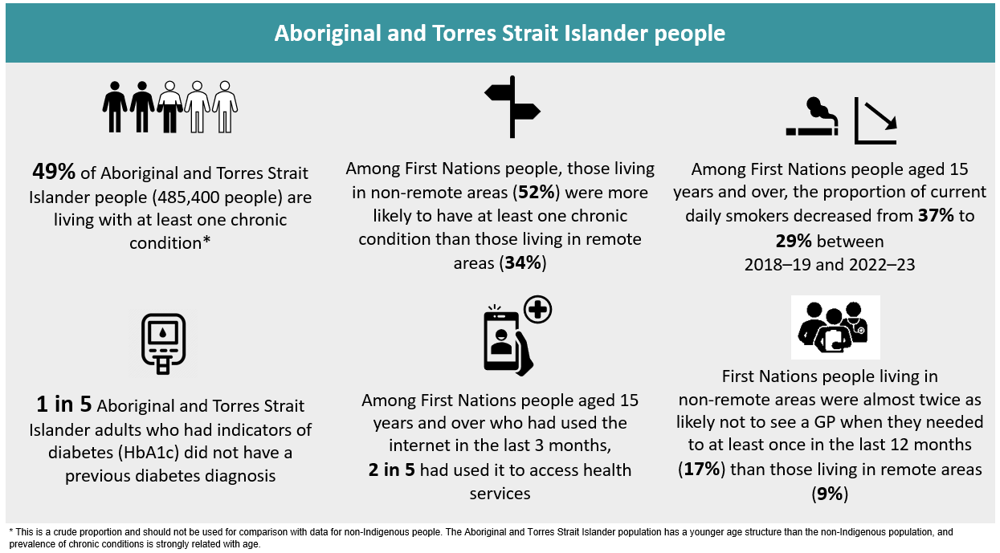 Aboriginal and Torres Strait Islander people
49% of Aboriginal and Torres Strait
Islander people (485,400 people) are
living with at least one chronic
condition*
Among First Nations people, those living
in non-remote areas (52%) were more
likely to have at least one chronic
condition than those living in remote
areas (34%)
Among First Nations people aged 15
years and over, the proportion of current
daily smokers decreased from 37% to
29% between
2018–19 and 2022–23
1 in 5 Aboriginal and Torres Strait
Islander adults who had indicators of
diabetes (HbA1c) did not have a
previous diabetes diagnosis
Among First Nations people aged 15
years and over who had used the
internet in the last 3 months,
2 in 5 had used it to access health
services
First Nations people living in
non-remote areas were almost twice as
likely not to see a GP when they needed
to at least once in the last 12 months
(17%) than those living in remote areas
(9%)
* This is a crude proportion and should not be used for comparison with data for non-Indigenous people. The Aboriginal and Torres Strait Islander population has a younger age structure than the non-Indigenous population, and
prevalence of chronic conditions is strongly related with age.